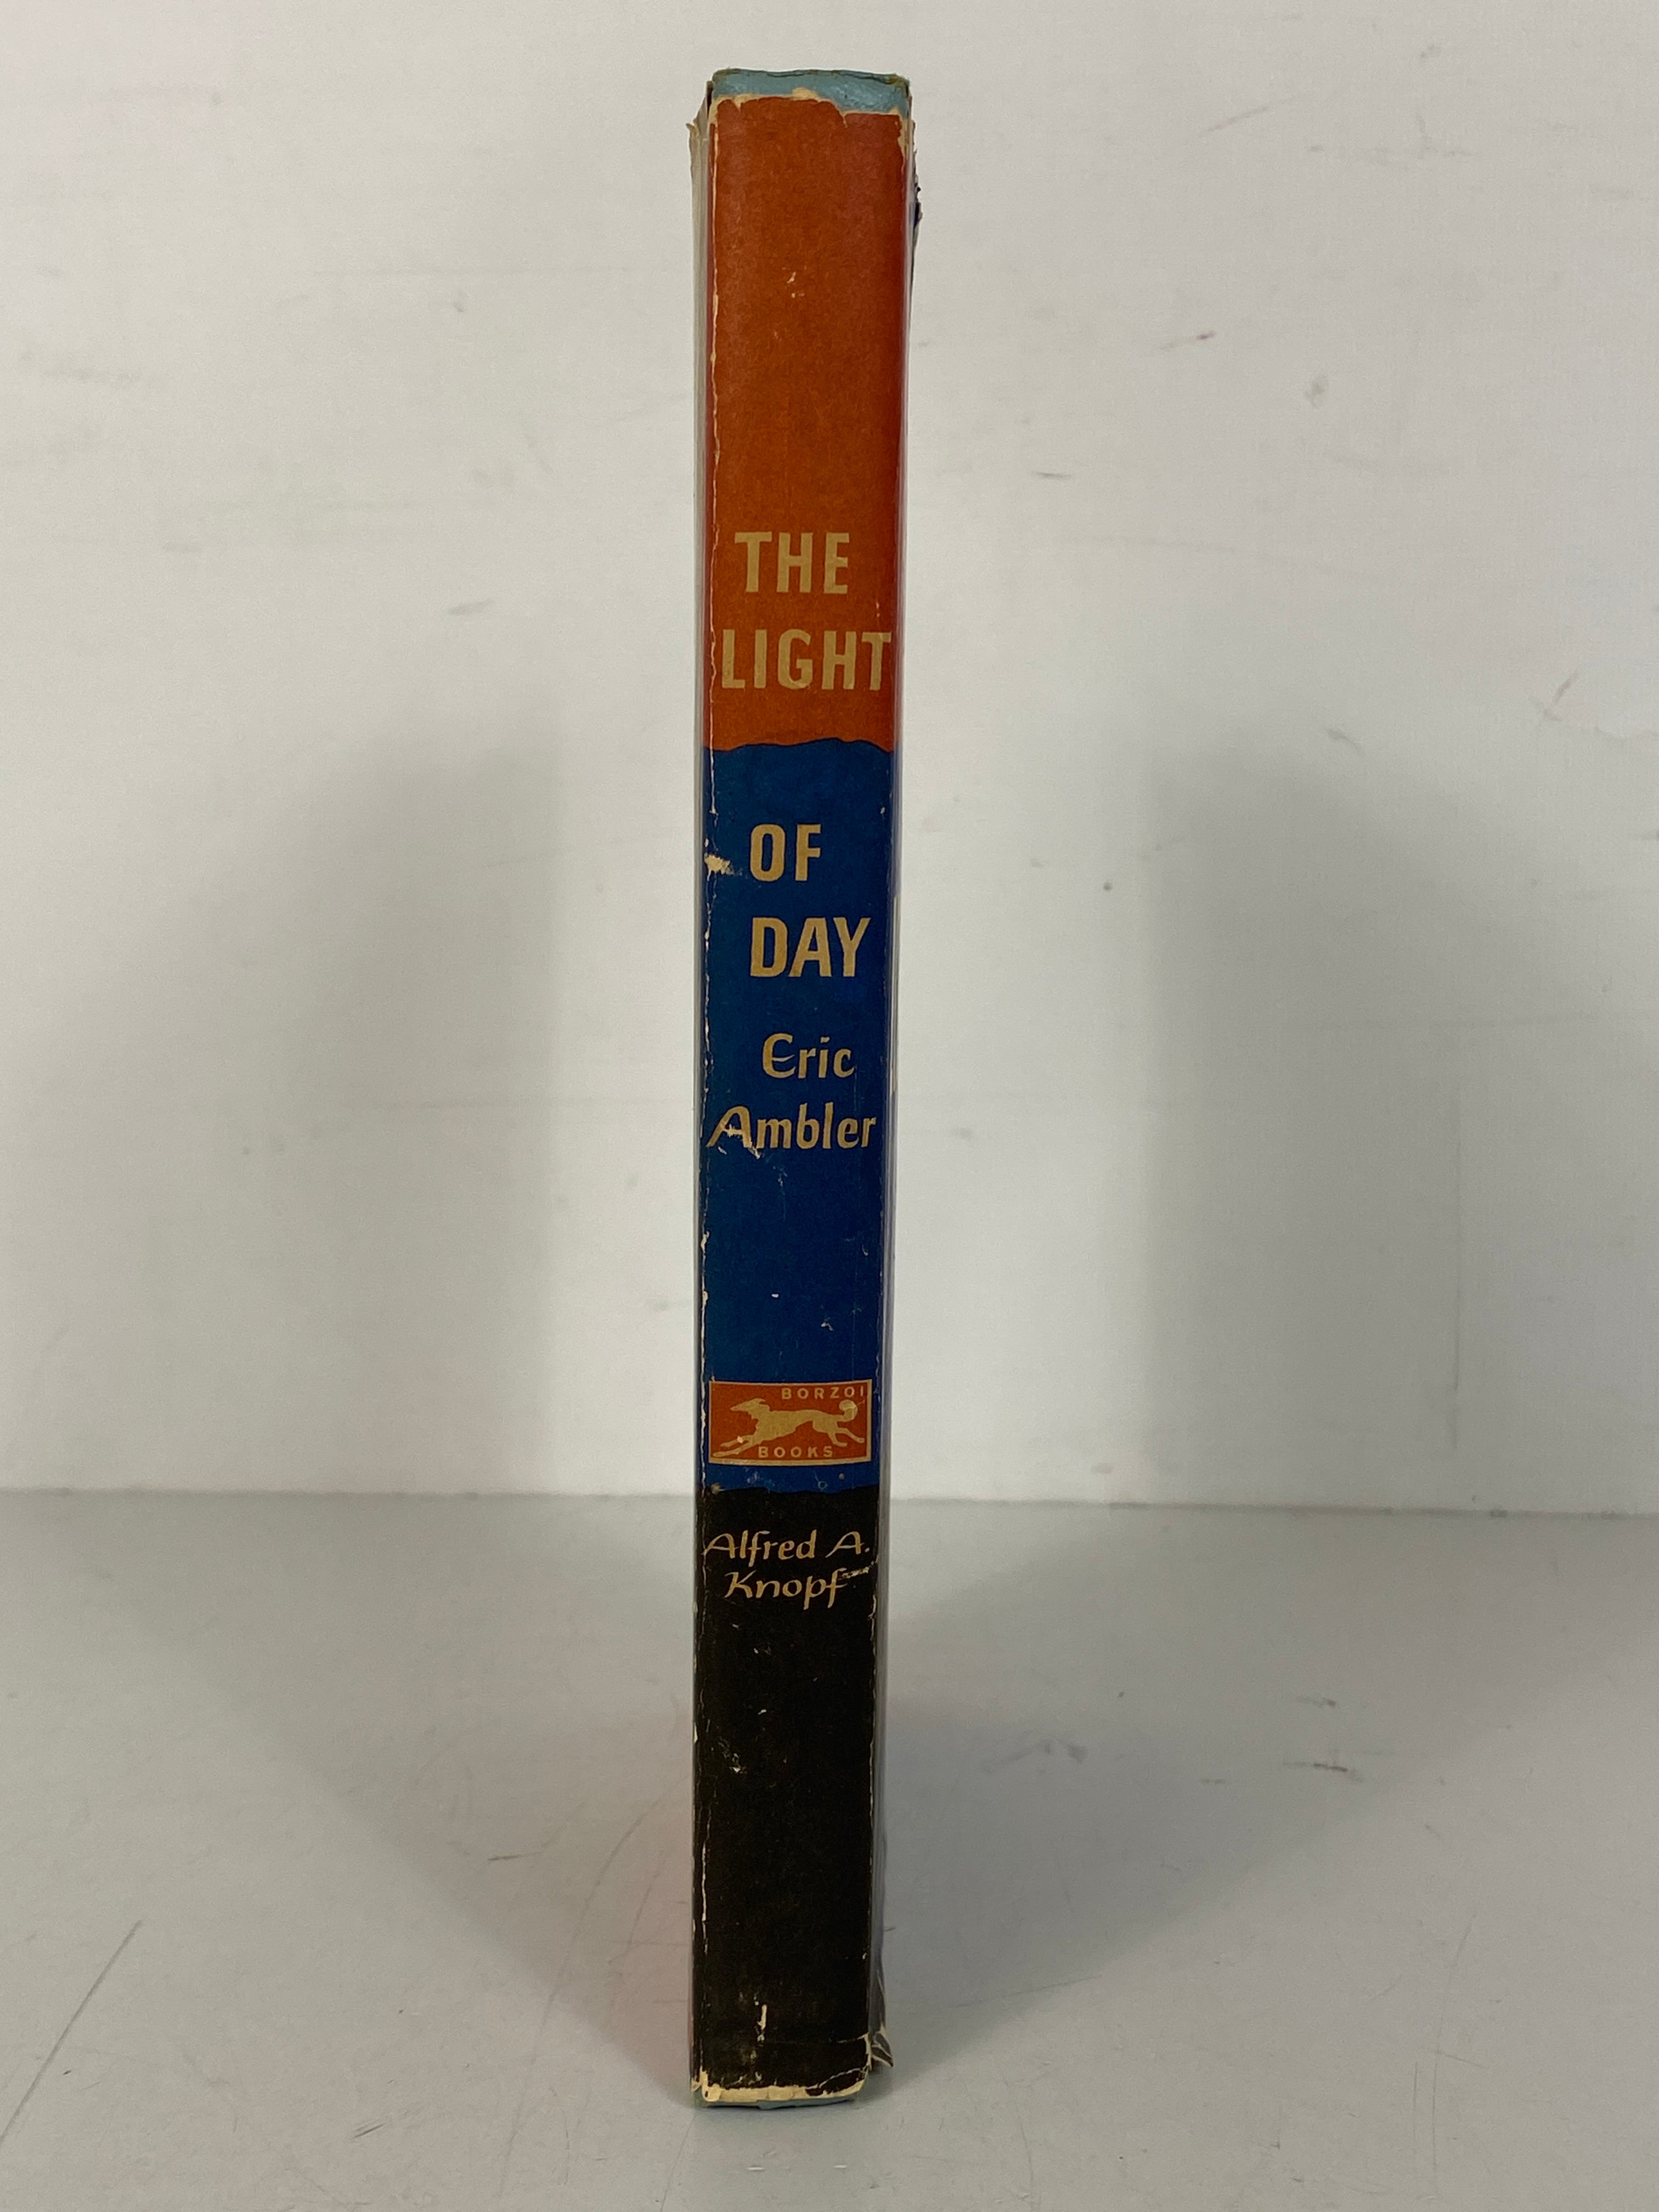 THE
LIGHT
OF
DAY
Eric
Ambler
BORZOI
BOOKS
Alfred A.
Knopf